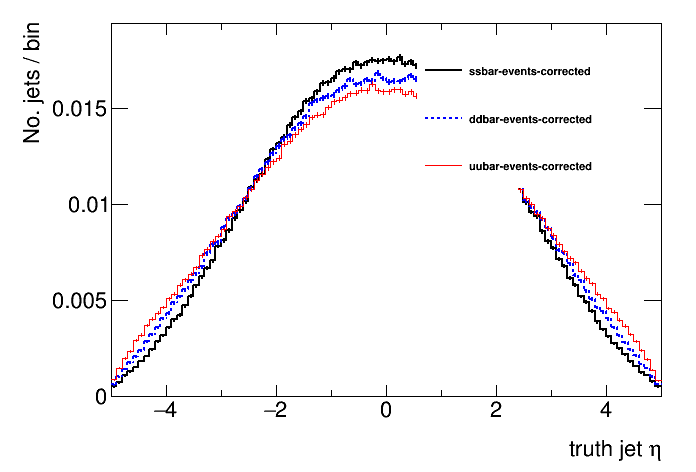 No. jets / bin
0.015
0.01
0.005
0
−4
−2
0
2
4
truth jet η
ssbar-events-corrected
ddbar-events-corrected
uubar-events-corrected